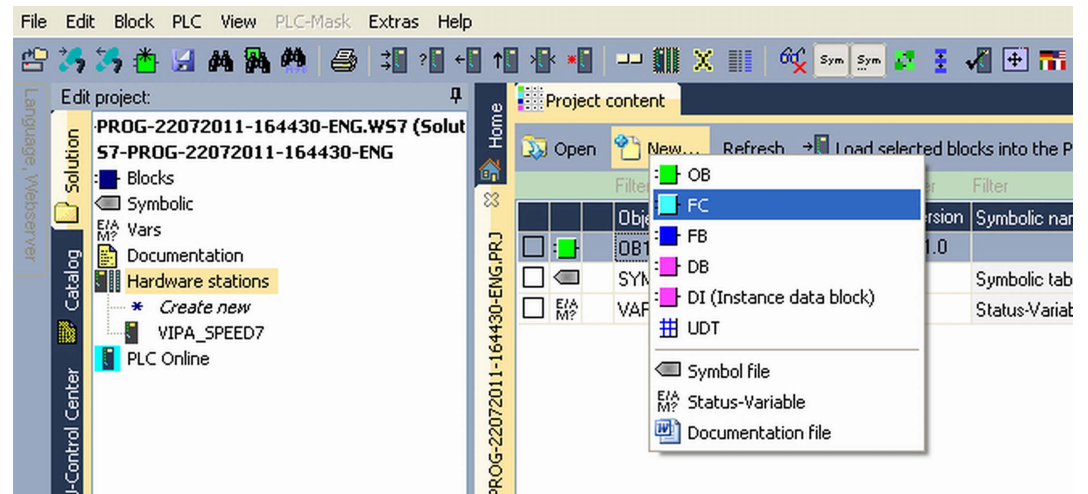 File Edit Block PLC View PLC-Mask Extras Help
Sym Sym
Language, Webserver
Edit project:
Solution
Catalog
-Control Center
PROG-22072011-164430-ENG.WS7 (Solut
S7-PROG-22072011-164430-ENG
Blocks
Symbolic
E/A M? Vars
Documentation
Hardware stations
Create new
VIPA_SPEED7
PLC Online
Home
PROG-22072011-164430-ENG.PRJ
Project content
Open New... Refresh Load selected blocks into the P
Filter Filter
Obje rsion Symbolic nam
OB1 1.0
SYM Symbolic tab
E/A M? VAR Status-Variab
OB
FC
FB
DB
DI (Instance data block)
UDT
Symbol file
E/A M? Status-Variable
Documentation file